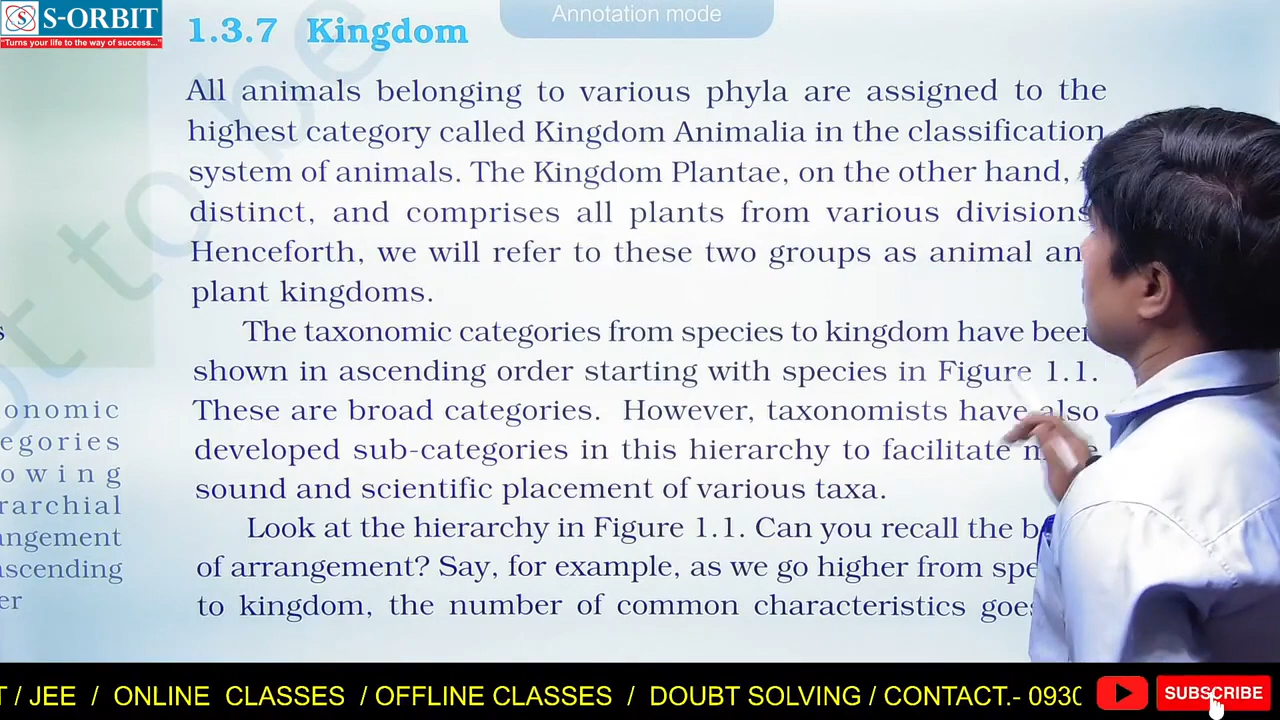 S-ORBIT
"Turns your life to the way of success..."
Annotation mode
1.3.7 Kingdom
All animals belonging to various phyla are assigned to the
highest category called Kingdom Animalia in the classification
system of animals. The Kingdom Plantae, on the other hand,
distinct, and comprises all plants from various divisions
Henceforth, we will refer to these two groups as animal an
plant kingdoms.
The taxonomic categories from species to kingdom have been
shown in ascending order starting with species in Figure 1.1.
These are broad categories. However, taxonomists have also
developed sub-categories in this hierarchy to facilitate
sound and scientific placement of various taxa.
Look at the hierarchy in Figure 1.1. Can you recall the b
of arrangement? Say, for example, as we go higher from spe
to kingdom, the number of common characteristics goes
s
onomic
egories
owing
rarchial
angement
ascending
er
to be
T / JEE / ONLINE CLASSES / OFFLINE CLASSES / DOUBT SOLVING / CONTACT.- 0930
SUBSCRIBE